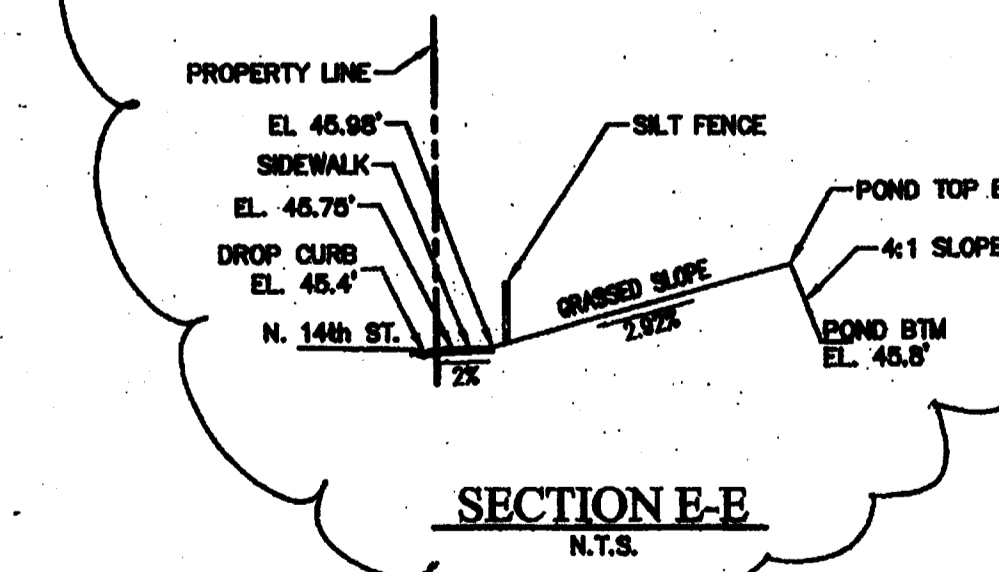 PROPERTY LINE
EL 45.98'
SIDEWALK
EL. 45.75'
DROP CURB
EL. 45.4'
N. 14th ST.
2%
SILT FENCE
GRASSED SLOPE
2.92%
POND TOP
4:1 SLOPE
POND BTM
EL. 45.8'
SECTION E-E
N.T.S.